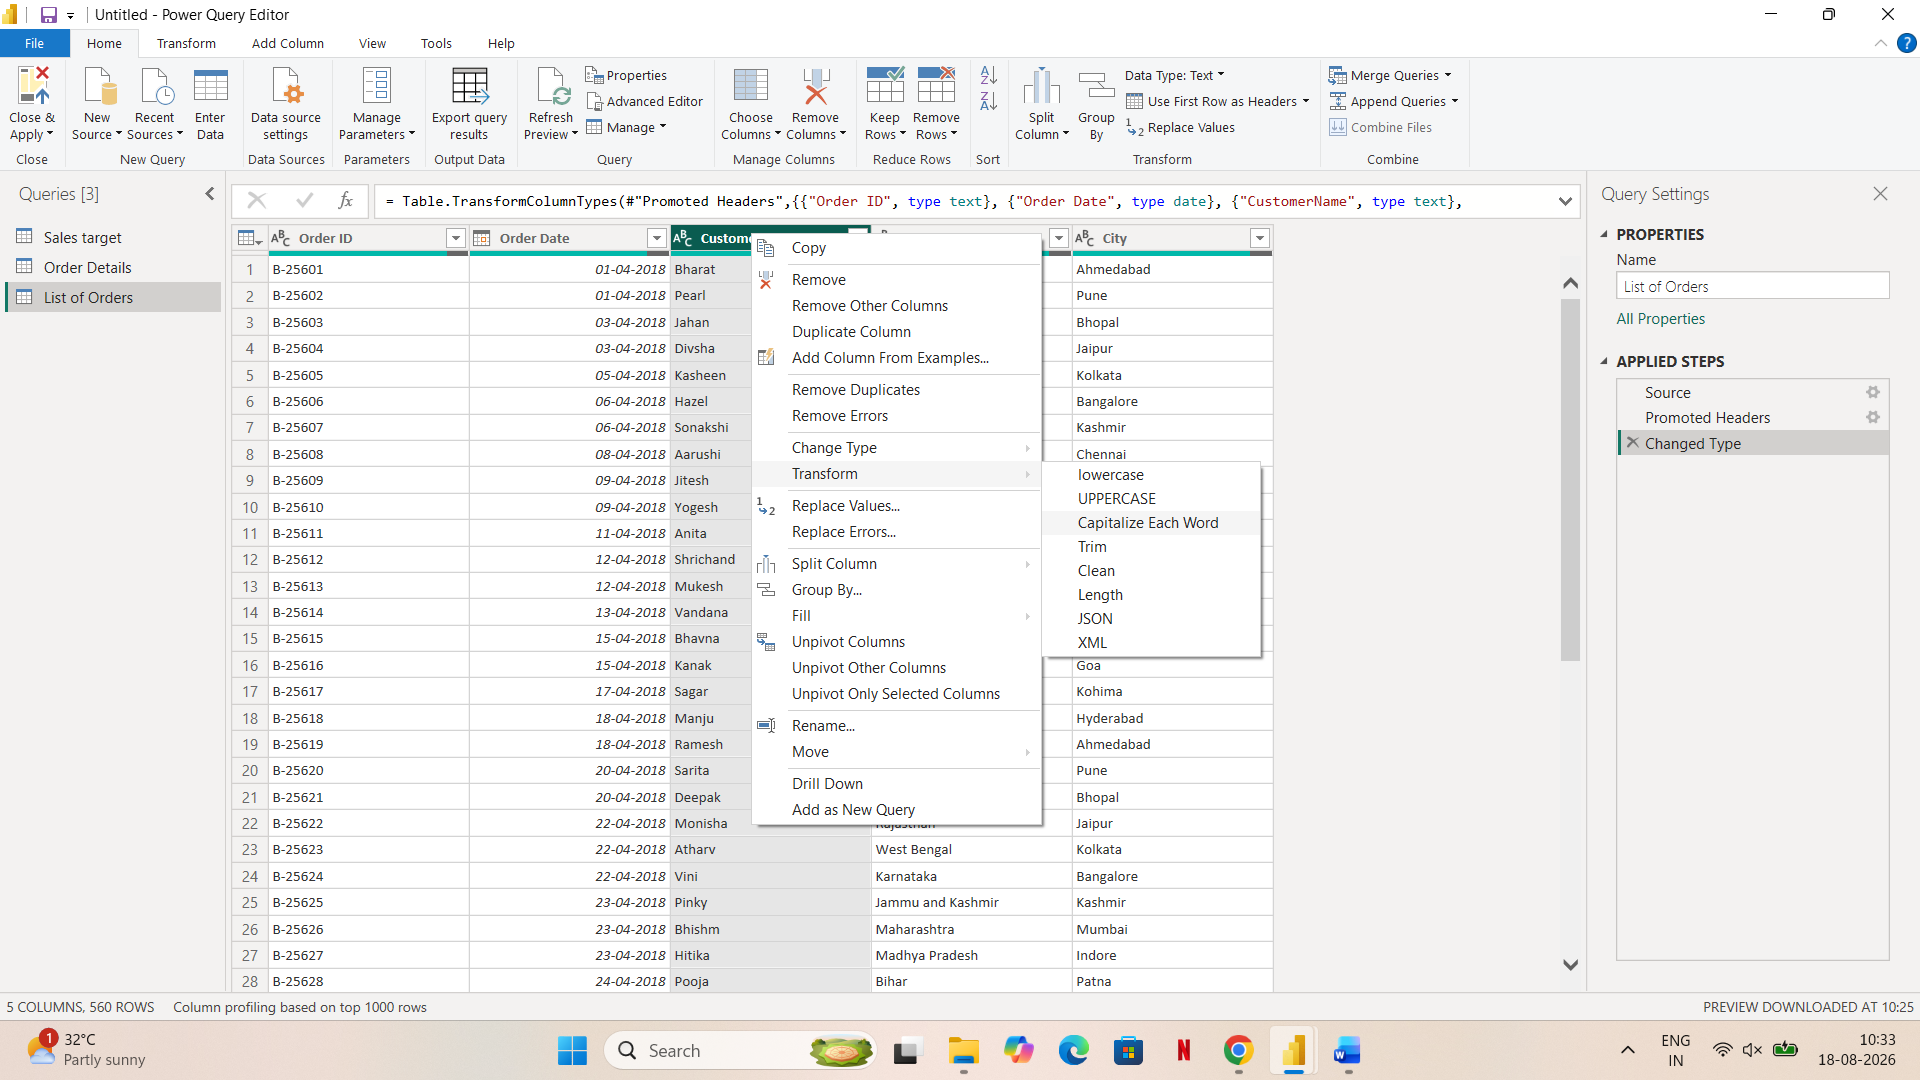 Untitled - Power Query Editor
File Home Transform Add Column View Tools Help
Close & Apply
New Source
Recent Sources
Enter Data
Data source settings
Manage Parameters
Export query results
Refresh Preview
Properties
Advanced Editor
Manage
Choose Columns
Remove Columns
Keep Rows
Remove Rows
Split Column
Group By
Data Type: Text
Use First Row as Headers
Replace Values
Merge Queries
Append Queries
Combine Files
Close New Query Data Sources Parameters Output Data Query Manage Columns Reduce Rows Sort Transform Combine
Queries [3]
Sales target
Order Details
List of Orders
fx = Table.TransformColumnTypes(#"Promoted Headers",{{"Order ID", type text}, {"Order Date", type date}, {"CustomerName", type text},
Order ID Order Date Custome City
1 B-25601 01-04-2018 Bharat Ahmedabad
2 B-25602 01-04-2018 Pearl Pune
3 B-25603 03-04-2018 Jahan Bhopal
4 B-25604 03-04-2018 Divsha Jaipur
5 B-25605 05-04-2018 Kasheen Kolkata
6 B-25606 06-04-2018 Hazel Bangalore
7 B-25607 06-04-2018 Sonakshi Kashmir
8 B-25608 08-04-2018 Aarushi Chennai
9 B-25609 09-04-2018 Jitesh
10 B-25610 09-04-2018 Yogesh
11 B-25611 11-04-2018 Anita
12 B-25612 12-04-2018 Shrichand
13 B-25613 12-04-2018 Mukesh
14 B-25614 13-04-2018 Vandana
15 B-25615 15-04-2018 Bhavna
16 B-25616 15-04-2018 Kanak Goa
17 B-25617 17-04-2018 Sagar Kohima
18 B-25618 18-04-2018 Manju Hyderabad
19 B-25619 18-04-2018 Ramesh Ahmedabad
20 B-25620 20-04-2018 Sarita Pune
21 B-25621 20-04-2018 Deepak Bhopal
22 B-25622 22-04-2018 Monisha Rajasthan Jaipur
23 B-25623 22-04-2018 Atharv West Bengal Kolkata
24 B-25624 22-04-2018 Vini Karnataka Bangalore
25 B-25625 23-04-2018 Pinky Jammu and Kashmir Kashmir
26 B-25626 23-04-2018 Bhishm Maharashtra Mumbai
27 B-25627 23-04-2018 Hitika Madhya Pradesh Indore
28 B-25628 24-04-2018 Pooja Bihar Patna
Copy
Remove
Remove Other Columns
Duplicate Column
Add Column From Examples...
Remove Duplicates
Remove Errors
Change Type
Transform
Replace Values...
Replace Errors...
Split Column
Group By...
Fill
Unpivot Columns
Unpivot Other Columns
Unpivot Only Selected Columns
Rename...
Move
Drill Down
Add as New Query
lowercase
UPPERCASE
Capitalize Each Word
Trim
Clean
Length
JSON
XML
Query Settings
PROPERTIES
Name
List of Orders
All Properties
APPLIED STEPS
Source
Promoted Headers
Changed Type
5 COLUMNS, 560 ROWS Column profiling based on top 1000 rows PREVIEW DOWNLOADED AT 10:25
1
32°C
Partly sunny
Search
ENG
IN
10:33
18-08-2026